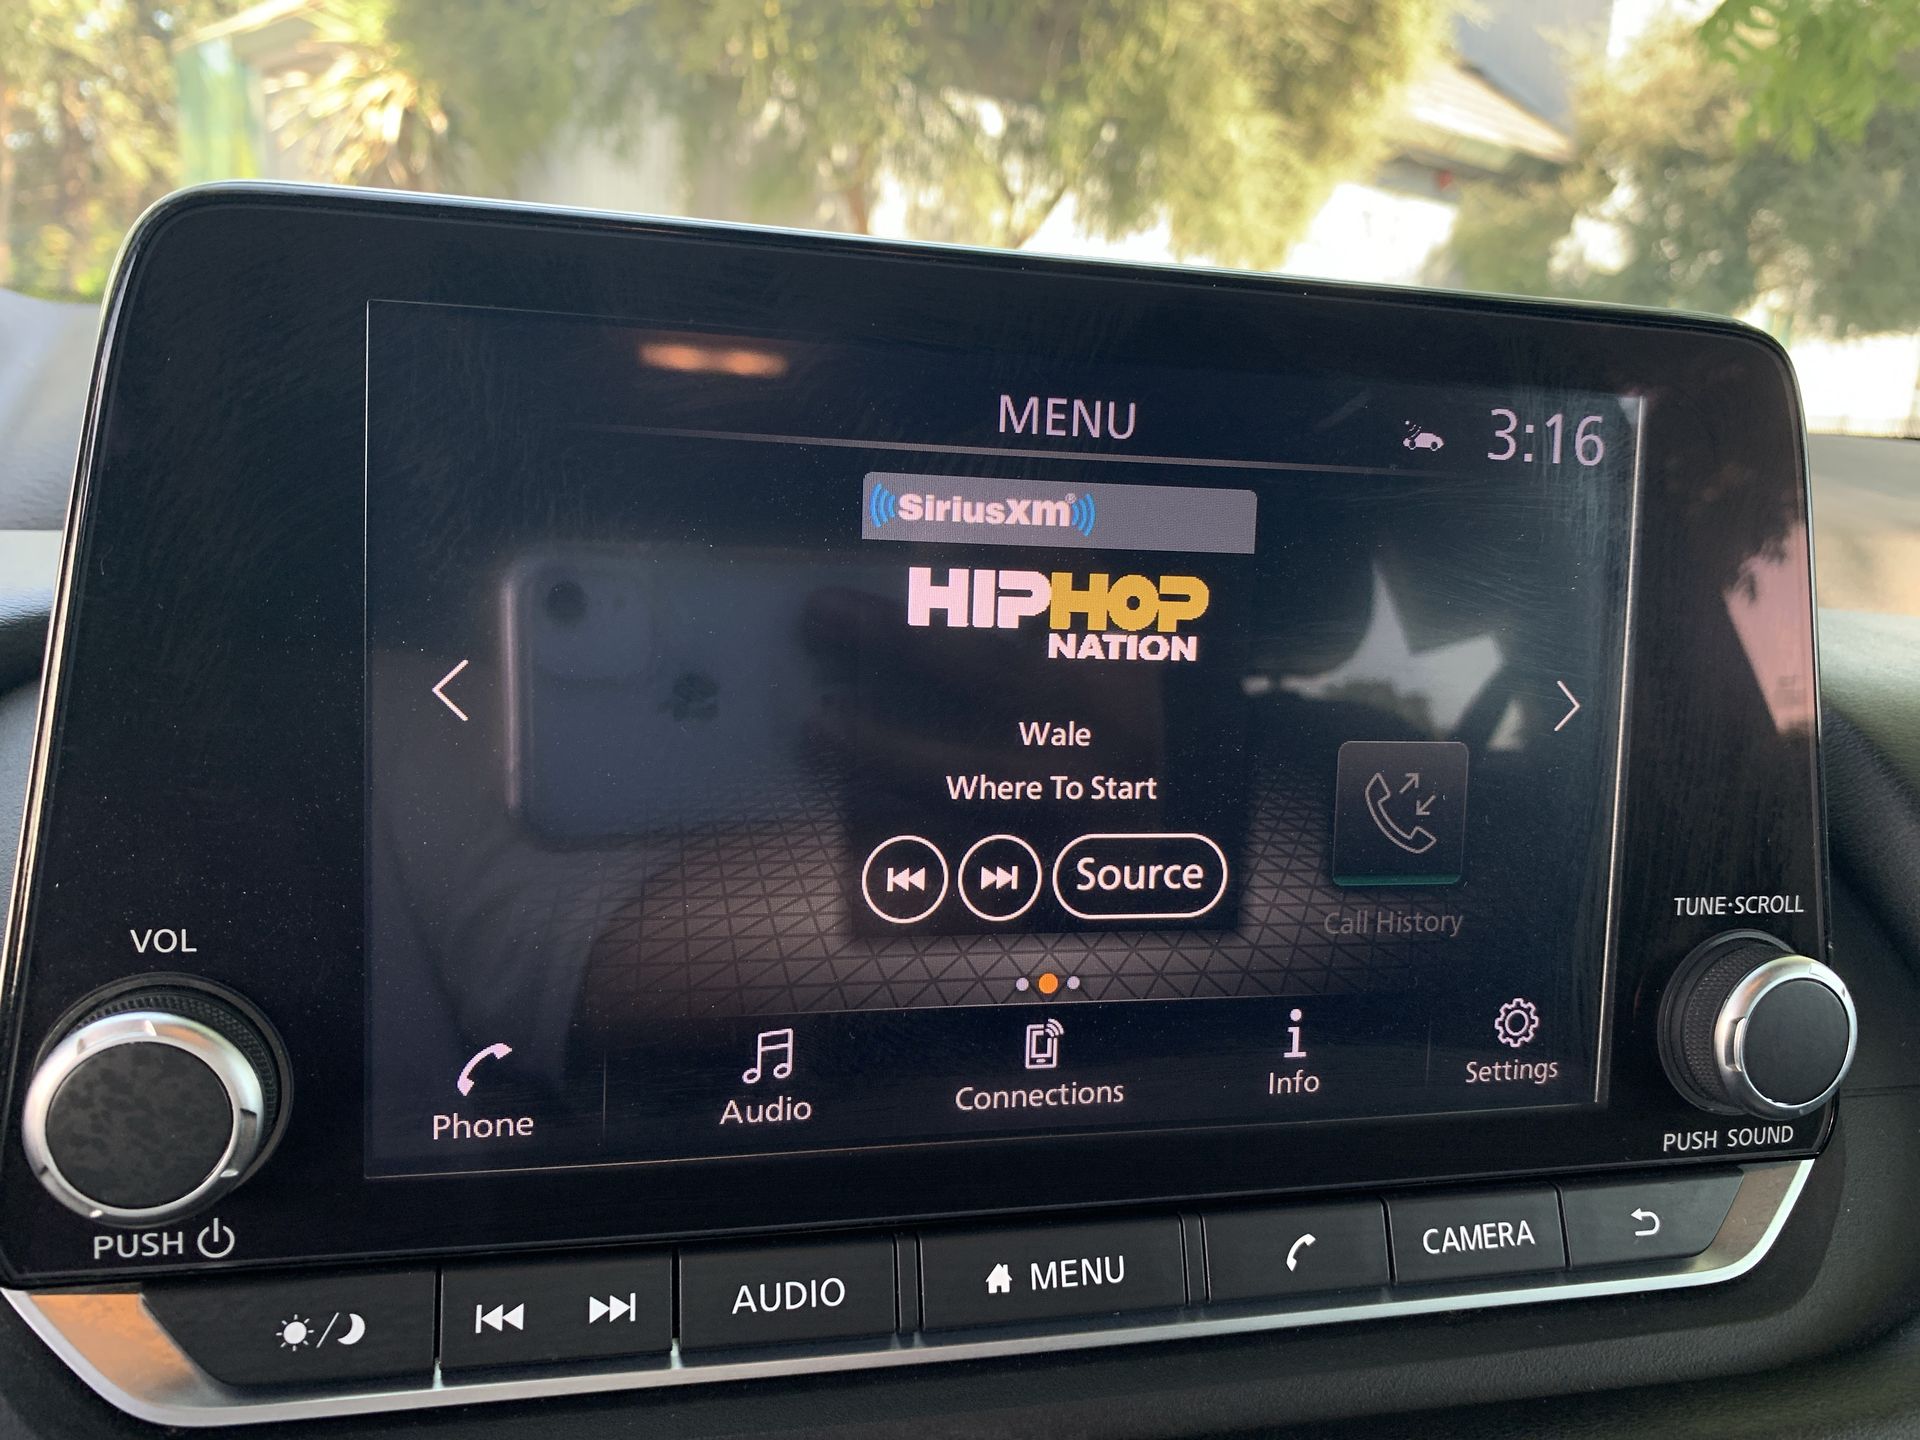 MENU
3:16
SiriusXM®
HIPHOP
NATION
Wale
Where To Start
Source
Call History
Phone
Audio
Connections
Info
Settings
VOL
PUSH
TUNE·SCROLL
PUSH SOUND
AUDIO
MENU
CAMERA